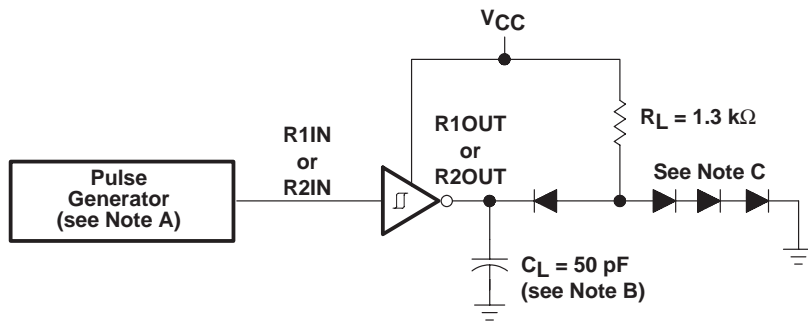 VCC
R1IN
or
R2IN
R1OUT
or
R2OUT
RL = 1.3 kΩ
See Note C
Pulse
Generator
(see Note A)
CL = 50 pF
(see Note B)